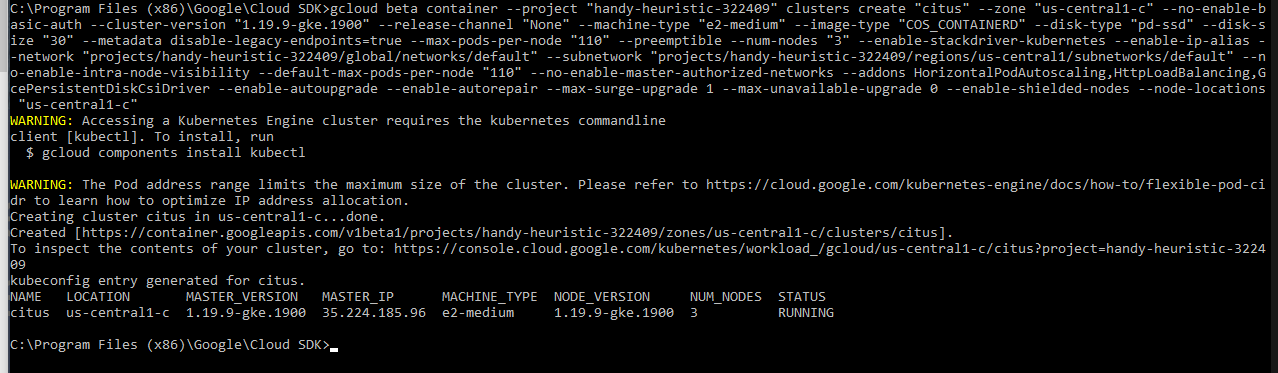 C:\Program Files (x86)\Google\Cloud SDK>gcloud beta container --project "handy-heuristic-322409" clusters create "citus" --zone "us-central1-c" --no-enable-b
asic-auth --cluster-version "1.19.9-gke.1900" --release-channel "None" --machine-type "e2-medium" --image-type "COS_CONTAINERD" --disk-type "pd-ssd" --disk-s
ize "30" --metadata disable-legacy-endpoints=true --max-pods-per-node "110" --preemptible --num-nodes "3" --enable-stackdriver-kubernetes --enable-ip-alias -
-network "projects/handy-heuristic-322409/global/networks/default" --subnetwork "projects/handy-heuristic-322409/regions/us-central1/subnetworks/default" --n
o-enable-intra-node-visibility --default-max-pods-per-node "110" --no-enable-master-authorized-networks --addons HorizontalPodAutoscaling,HttpLoadBalancing,G
cePersistentDiskCsiDriver --enable-autoupgrade --enable-autorepair --max-surge-upgrade 1 --max-unavailable-upgrade 0 --enable-shielded-nodes --node-locations
 "us-central1-c"
WARNING: Accessing a Kubernetes Engine cluster requires the kubernetes commandline
client [kubectl]. To install, run
  $ gcloud components install kubectl

WARNING: The Pod address range limits the maximum size of the cluster. Please refer to https://cloud.google.com/kubernetes-engine/docs/how-to/flexible-pod-ci
dr to learn how to optimize IP address allocation.
Creating cluster citus in us-central1-c...done.
Created [https://container.googleapis.com/v1beta1/projects/handy-heuristic-322409/zones/us-central1-c/clusters/citus].
To inspect the contents of your cluster, go to: https://console.cloud.google.com/kubernetes/workload_/gcloud/us-central1-c/citus?project=handy-heuristic-3224
09
kubeconfig entry generated for citus.
NAME   LOCATION       MASTER_VERSION   MASTER_IP      MACHINE_TYPE  NODE_VERSION     NUM_NODES  STATUS
citus  us-central1-c  1.19.9-gke.1900  35.224.185.96  e2-medium     1.19.9-gke.1900  3          RUNNING

C:\Program Files (x86)\Google\Cloud SDK>